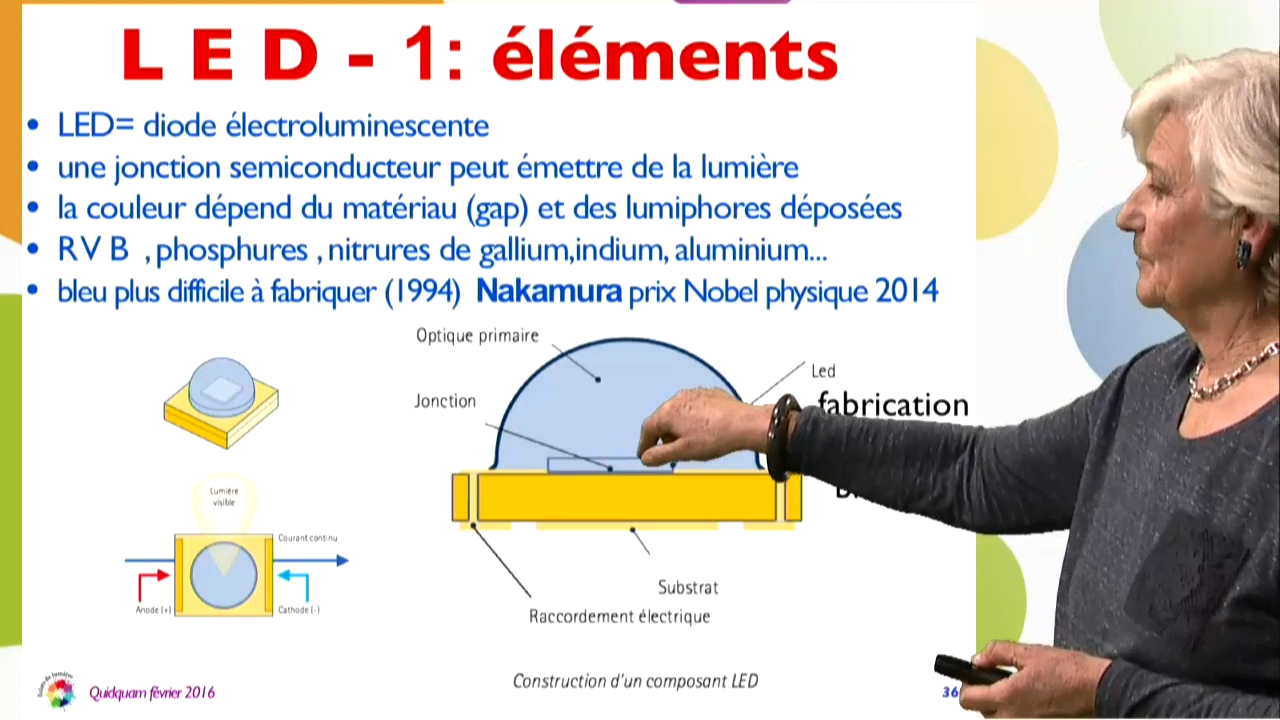 L E D - 1: éléments
• LED= diode électroluminescente
• une jonction semiconducteur peut émettre de la lumière
• la couleur dépend du matériau (gap) et des lumiphores déposées
• R V B , phosphures , nitrures de gallium,indium, aluminium...
• bleu plus difficile à fabriquer (1994) Nakamura prix Nobel physique 2014
Optique primaire
Led
Jonction
fabrication
Lumière
visible
Courant continu
Anode (+)
Cathode (-)
Substrat
Raccordement électrique
Construction d'un composant LED
Quidquam février 2016
36